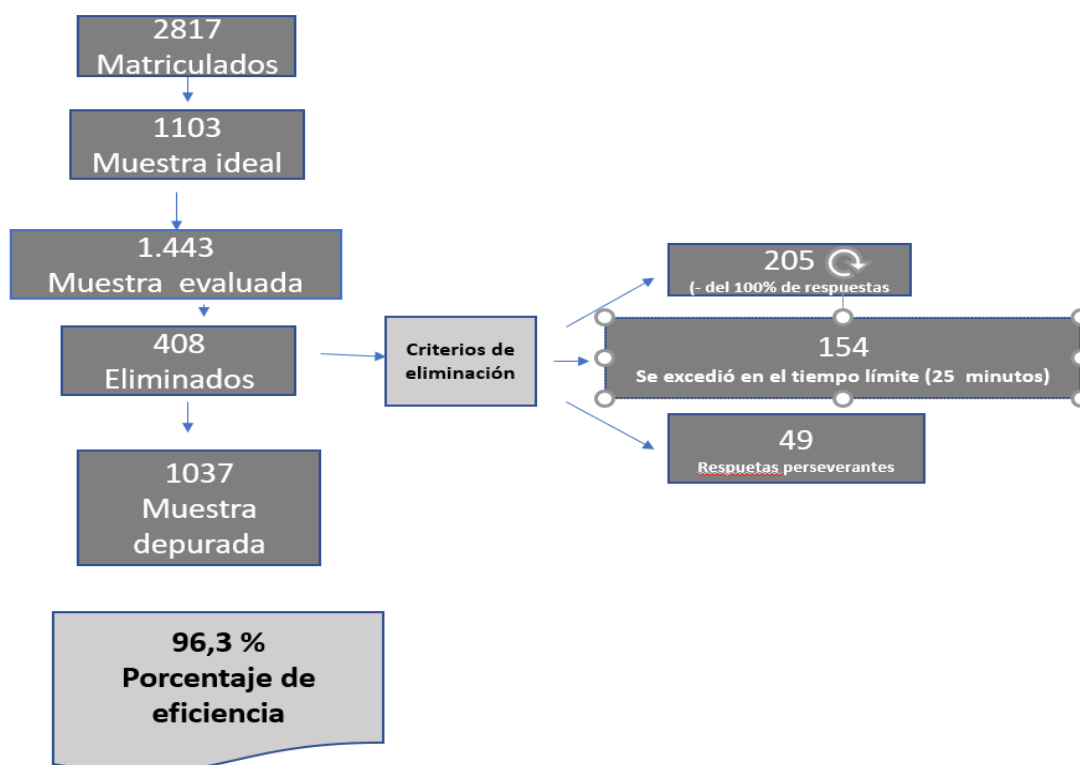 2817
Matriculados
1103
Muestra ideal
1.443
Muestra evaluada
408
Eliminados
1037
Muestra
depurada
96,3 %
Porcentaje de
eficiencia
Criterios de
eliminación
205
(- del 100% de respuestas
154
Se excedió en el tiempo límite (25 minutos)
49
Respuetas perseverantes